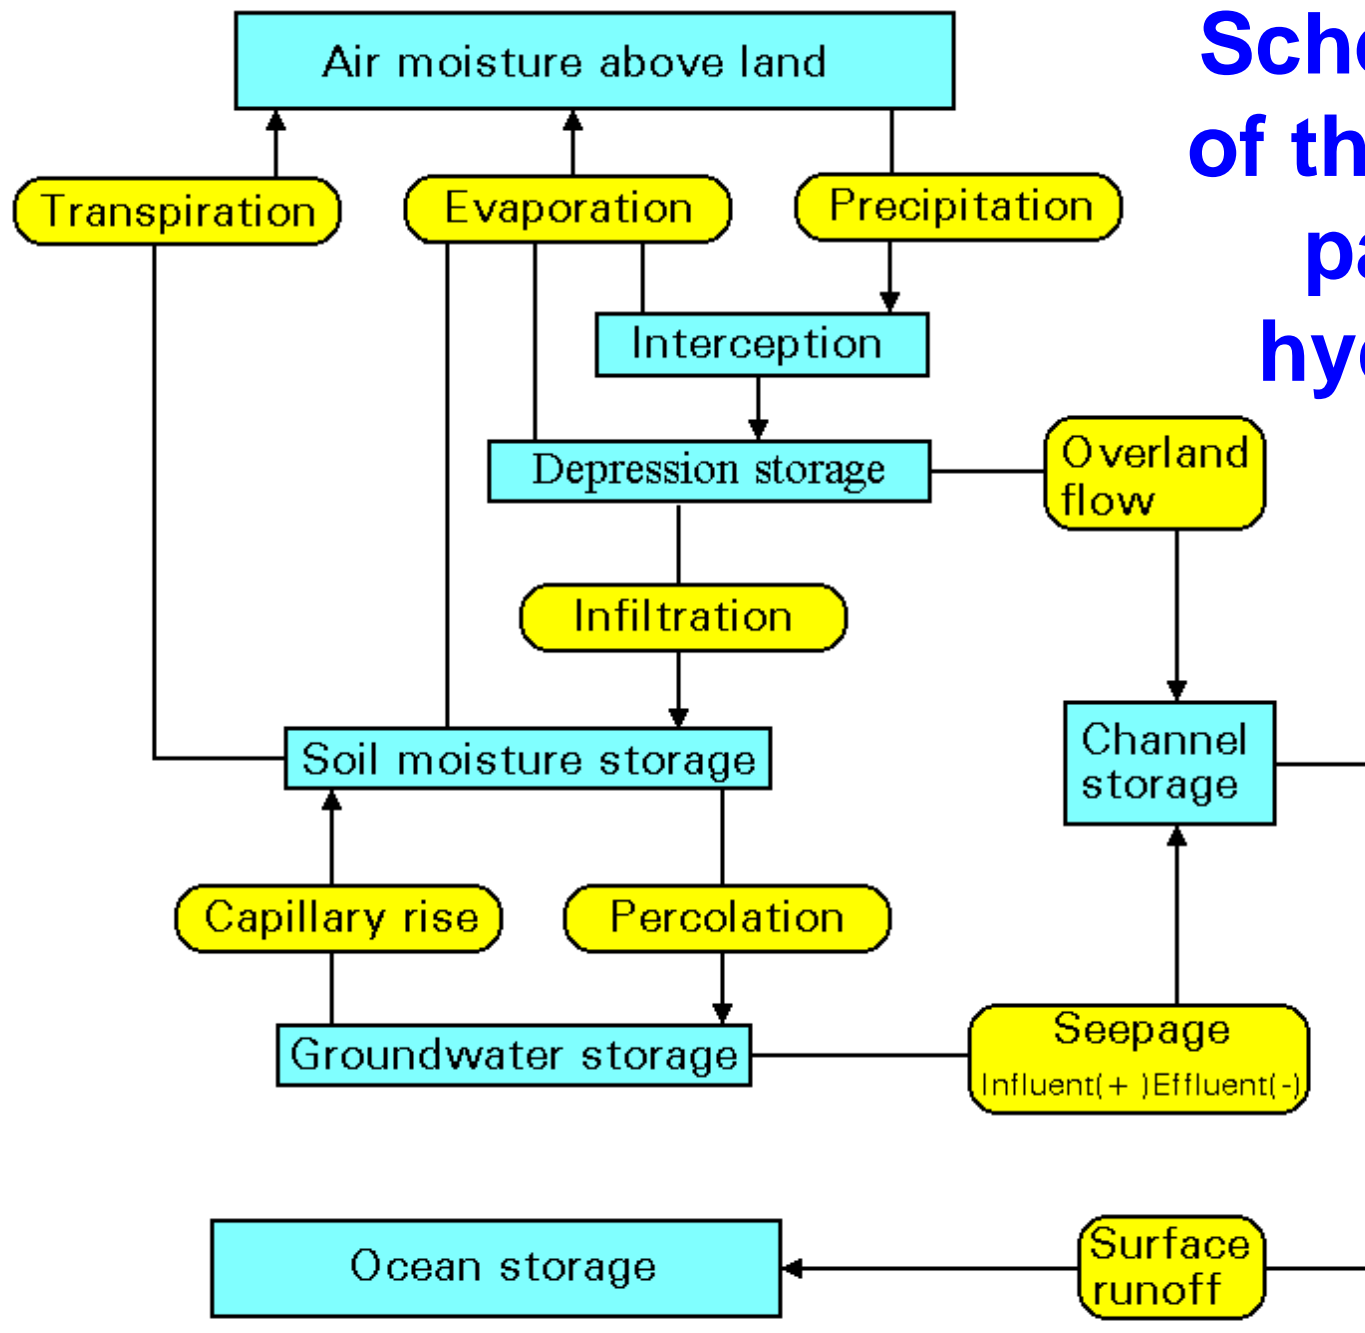 Air moisture above land
Transpiration
Evaporation
Precipitation
Interception
Depression storage
Overland
flow
Infiltration
Soil moisture storage
Channel
storage
Capillary rise
Percolation
Groundwater storage
Seepage
Influent(+ )Effluent(-)
Ocean storage
Surface
runoff
of